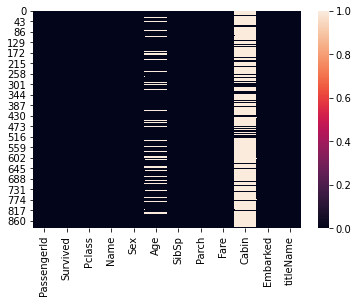 0
43
86
129
172
215
258
301
344
387
430
473
516
559
602
645
688
731
774
817
860
PassengerId
Survived
Pclass
Name
Sex
Age
SibSp
Parch
Fare
Cabin
Embarked
titleName
1.0
0.8
0.6
0.4
0.2
0.0